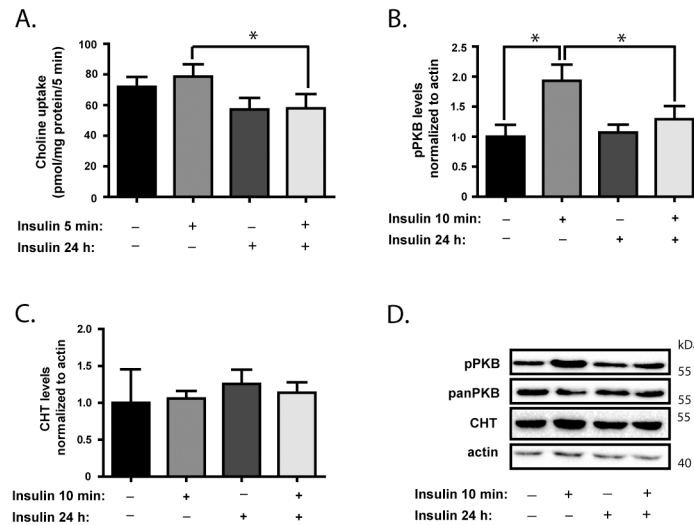 A.
*
Choline uptake
(pmol/mg protein/5 min)
100
80
60
40
20
0
Insulin 5 min: – + – +
Insulin 24 h: – – + +
B.
* *
pPKB levels
normalized to actin
2.5
2.0
1.5
1·0
0.5
0.0
Insulin 10 min: – + – +
Insulin 24 h: – – + +
C.
CHT levels
normalized to actin
2.0
1.5
1.0
0.5
0.0
Insulin 10 min: – + – +
Insulin 24 h: – – + +
D.
kDa
pPKB 55
panPKB 55
CHT 55
actin 40
Insulin 10 min: – + – +
Insulin 24 h: – – + +